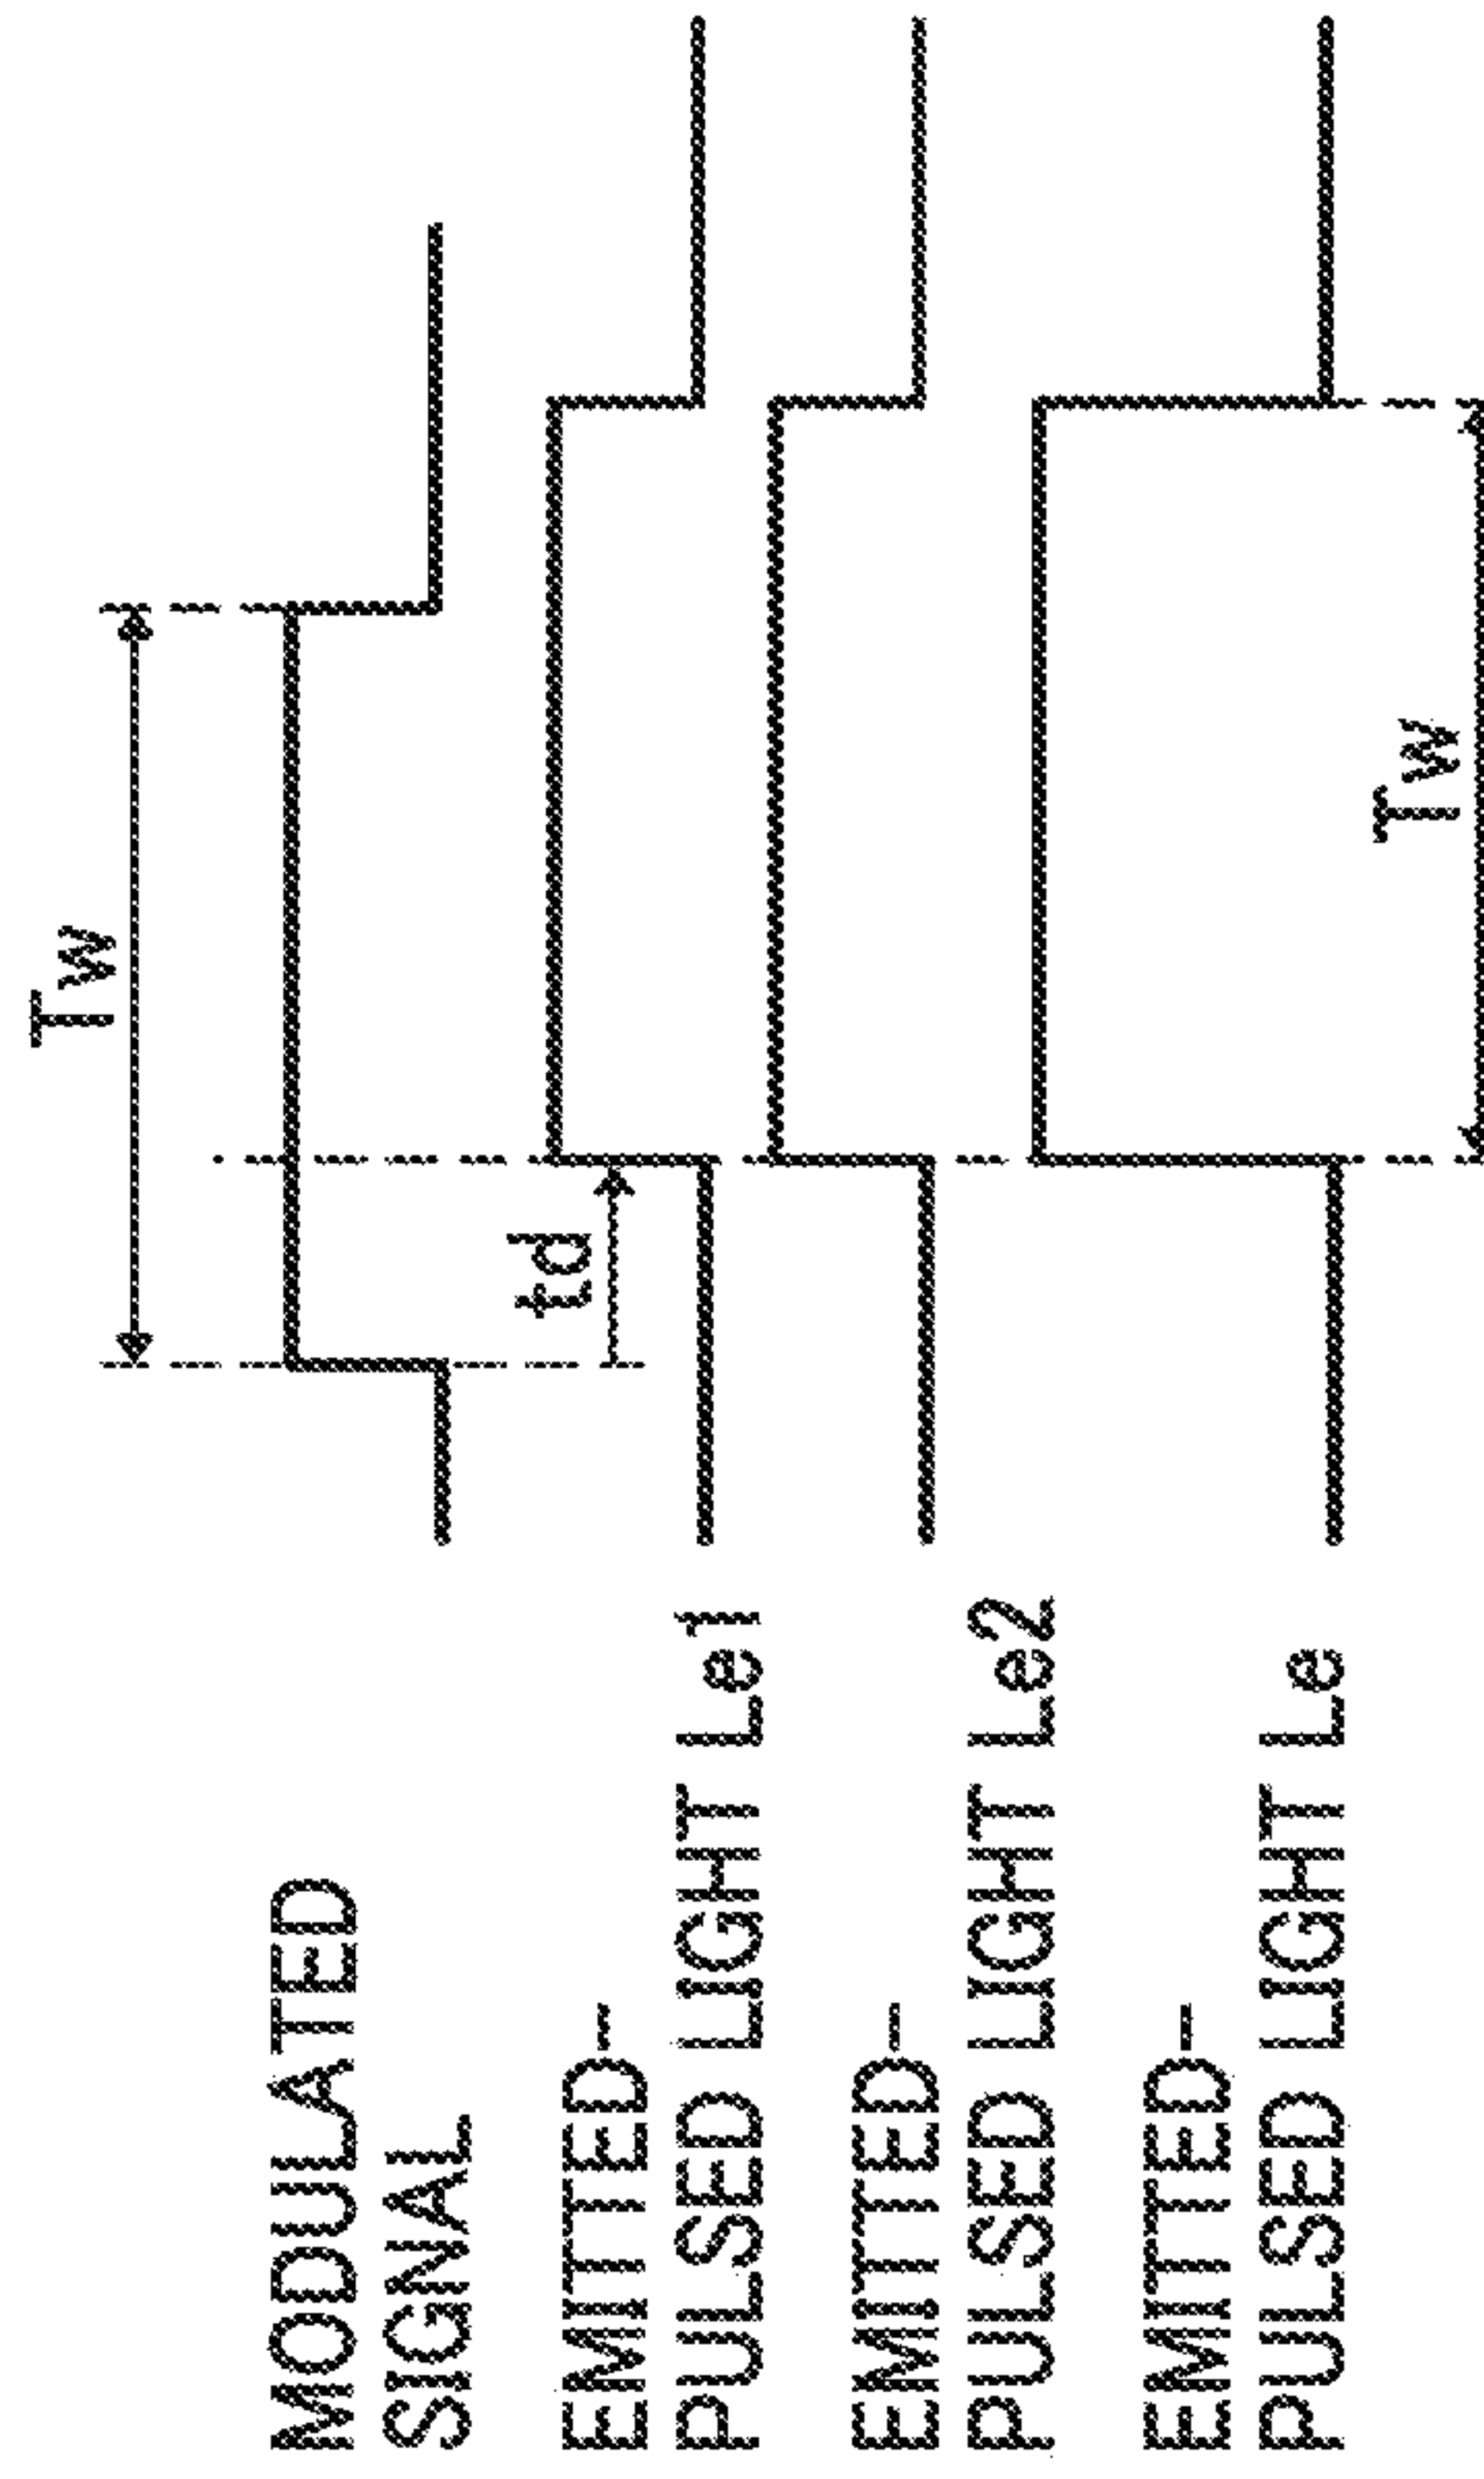 Tw
MODULATED
SIGNAL
td
EMITTED-
PULSED LIGHT Le1
EMITTED-
PULSED LIGHT Le2
EMITTED-
PULSED LIGHT Le
Tw